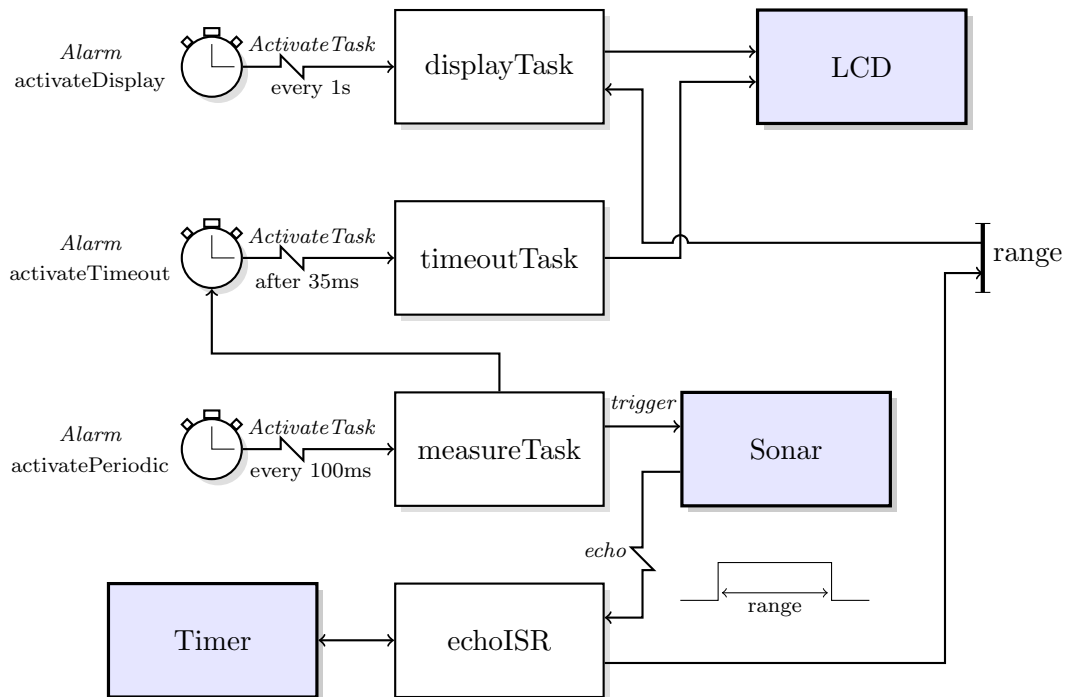 Alarm
activateDisplay
ActivateTask
every 1s
displayTask
LCD
Alarm
activateTimeout
ActivateTask
after 35ms
timeoutTask
range
Alarm
activatePeriodic
ActivateTask
every 100ms
measureTask
trigger
Sonar
echo
range
Timer
echoISR